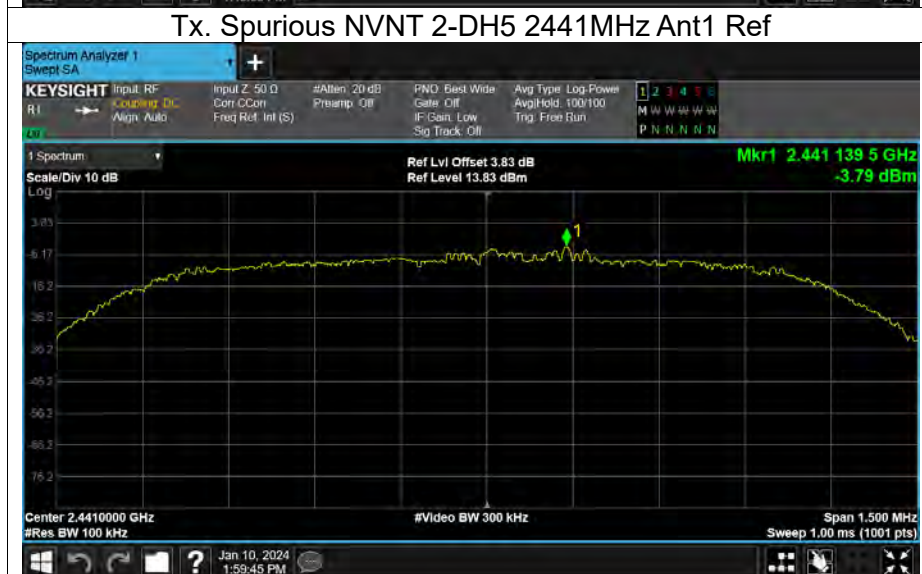 Tx. Spurious NVNT 2-DH5 2441MHz Ant1 Ref
Spectrum Analyzer 1
Swept SA
+
KEYSIGHT Input: RF Input Z: 50 Ω #Atten: 20 dB PNO: Best Wide Avg Type: Log-Power 1 2 3 4 5 6
Coupling: DC Corr CCorr Preamp: Off Gate: Off Avg|Hold: 100/100 M W W W W W
Align: Auto Freq Ref: Int (S) IF Gain: Low Trig: Free Run
Sig Track: Off P N N N N N
1 Spectrum Ref Lvl Offset 3.83 dB Mkr1 2.441 139 5 GHz
Scale/Div 10 dB Ref Level 13.83 dBm -3.79 dBm
Log
3.83
-6.17
1
-16.2
-26.2
-36.2
-46.2
-56.2
-66.2
-76.2
Center 2.4410000 GHz #Video BW 300 kHz Span 1.500 MHz
#Res BW 100 kHz Sweep 1.00 ms (1001 pts)
? Jan 10, 2024
1:59:45 PM